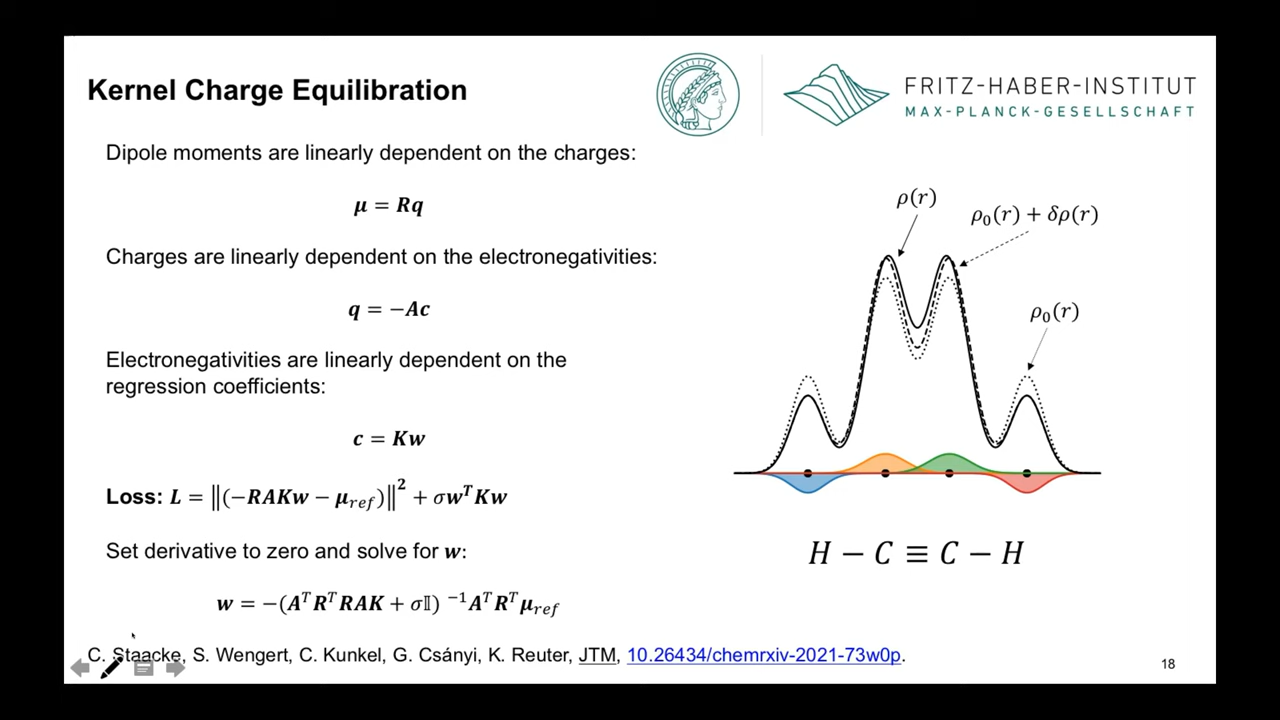 Kernel Charge Equilibration
FRITZ-HABER-INSTITUT
MAX-PLANCK-GESELLSCHAFT
Dipole moments are linearly dependent on the charges:
μ = Rq
Charges are linearly dependent on the electronegativities:
q = −Ac
Electronegativities are linearly dependent on the
regression coefficients:
c = Kw
Loss: L = ‖(−RAKw − μ_ref)‖² + σwᵀKw
Set derivative to zero and solve for w:
w = −(AᵀRᵀRAK + σ𝕀) ⁻¹AᵀRᵀμ_ref
ρ(r)
ρ₀(r) + δρ(r)
ρ₀(r)
H − C ≡ C − H
C. Staacke, S. Wengert, C. Kunkel, G. Csányi, K. Reuter, JTM, 10.26434/chemrxiv-2021-73w0p.
18